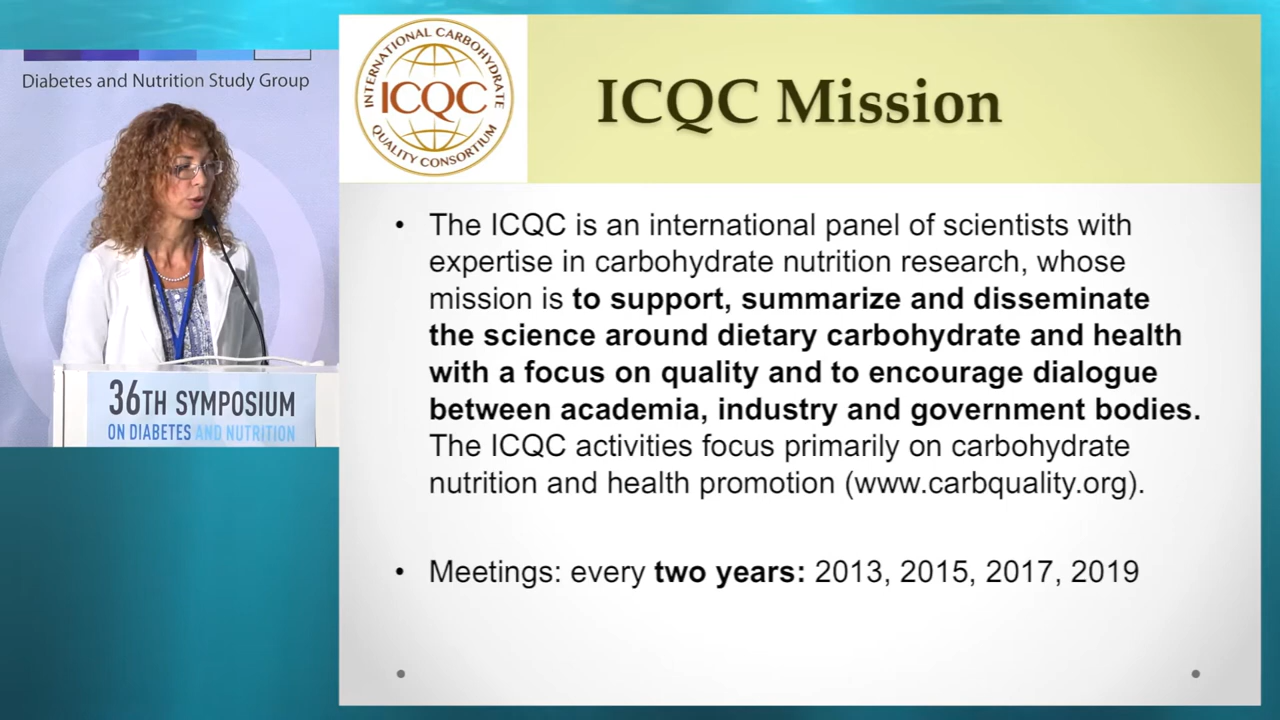 Diabetes and Nutrition Study Group
36TH SYMPOSIUM
ON DIABETES AND NUTRITION
INTERNATIONAL CARBOHYDRATE
ICQC
QUALITY CONSORTIUM
ICQC Mission
• The ICQC is an international panel of scientists with
expertise in carbohydrate nutrition research, whose
mission is to support, summarize and disseminate
the science around dietary carbohydrate and health
with a focus on quality and to encourage dialogue
between academia, industry and government bodies.
The ICQC activities focus primarily on carbohydrate
nutrition and health promotion (www.carbquality.org).
• Meetings: every two years: 2013, 2015, 2017, 2019